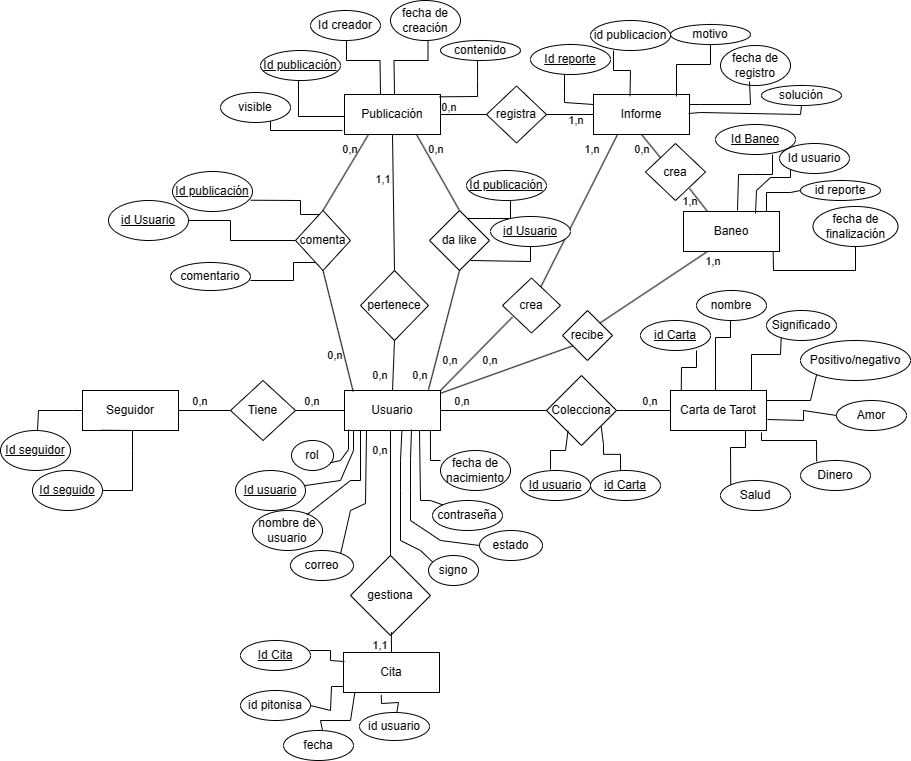 Id creador
fecha de
creación
contenido
Id publicación
visible
Publicación
0,n
registra
1,n
id publicacion
motivo
Id reporte
fecha de
registro
solución
Informe
0,n
1,1
0,n
1,n
0,n
crea
1,n
Id Baneo
Id usuario
id reporte
fecha de
finalización
Baneo
1,n
Id publicación
id Usuario
comentario
comenta
Id publicación
id Usuario
da like
pertenece
crea
recibe
0,n
0,n
0,n
0,n
0,n
nombre
id Carta
Significado
Positivo/negativo
Amor
Dinero
Salud
Carta de Tarot
Seguidor
0,n
Tiene
0,n
Usuario
0,n
Colecciona
0,n
Id seguidor
Id seguido
Id usuario
id Carta
rol
0,n
fecha de
nacimiento
Id usuario
nombre de
usuario
correo
contraseña
estado
signo
gestiona
1,1
Id Cita
Cita
id pitonisa
id usuario
fecha